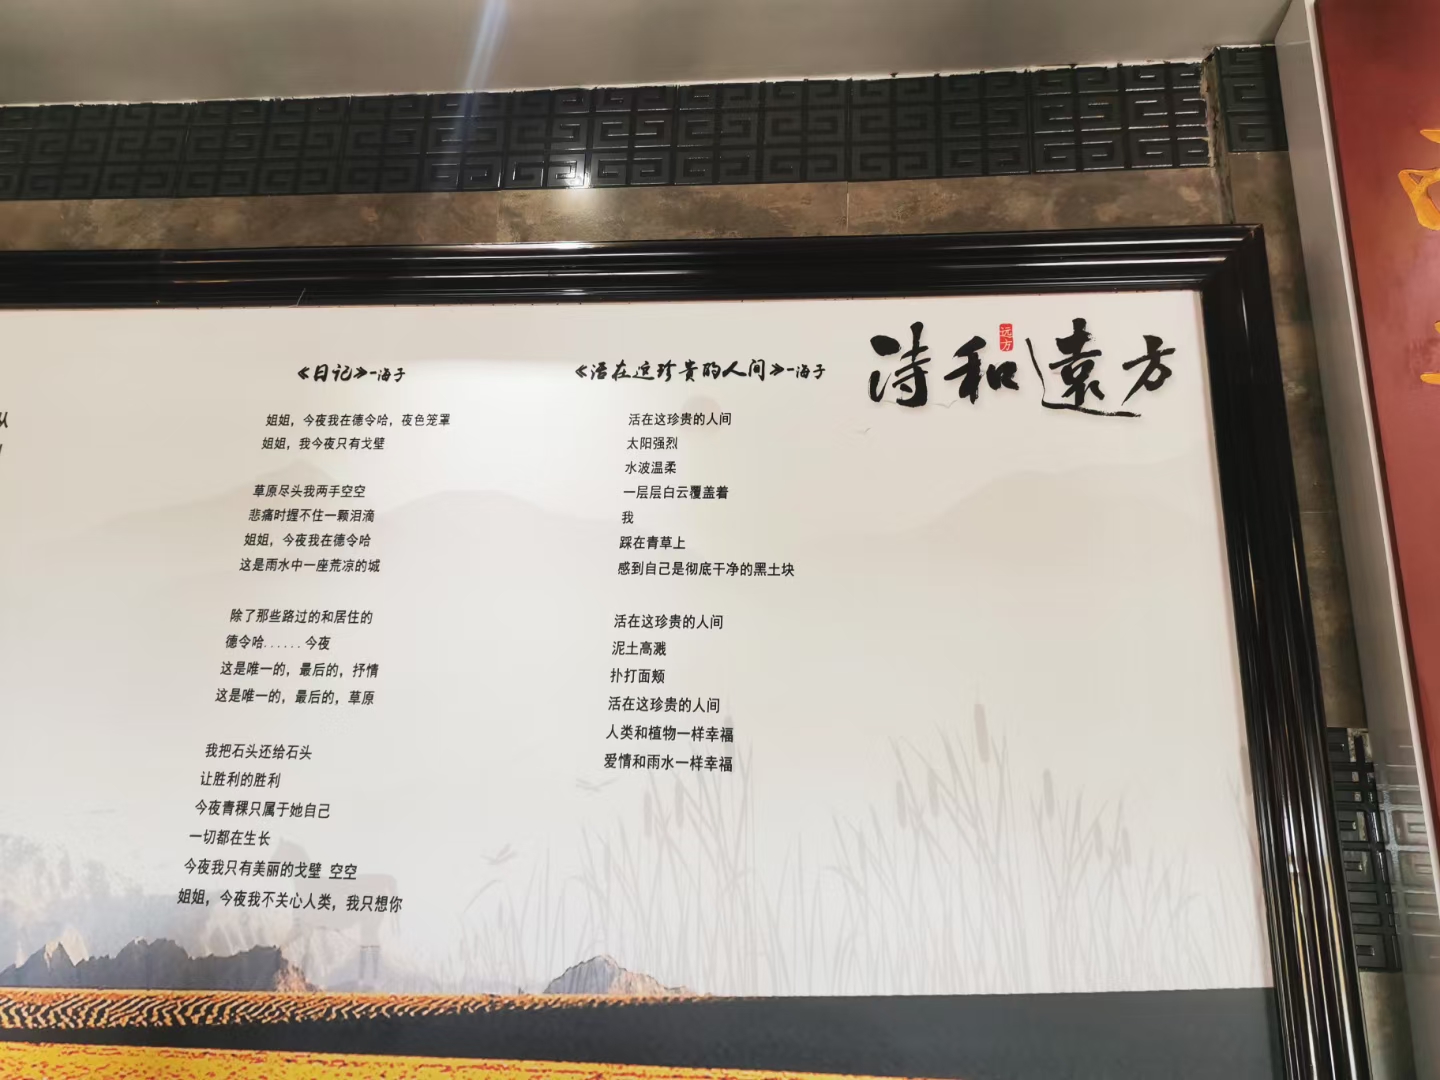 诗和远方
远方
《活在这珍贵的人间》-海子
活在这珍贵的人间
太阳强烈
水波温柔
一层层白云覆盖着
我
踩在青草上
感到自己是彻底干净的黑土块
活在这珍贵的人间
泥土高溅
扑打面颊
活在这珍贵的人间
人类和植物一样幸福
爱情和雨水一样幸福
《日记》-海子
姐姐，今夜我在德令哈，夜色笼罩
姐姐，我今夜只有戈壁
草原尽头我两手空空
悲痛时握不住一颗泪滴
姐姐，今夜我在德令哈
这是雨水中一座荒凉的城
除了那些路过的和居住的
德令哈......今夜
这是唯一的，最后的，抒情
这是唯一的，最后的，草原
我把石头还给石头
让胜利的胜利
今夜青稞只属于她自己
一切都在生长
今夜我只有美丽的戈壁 空空
姐姐，今夜我不关心人类，我只想你